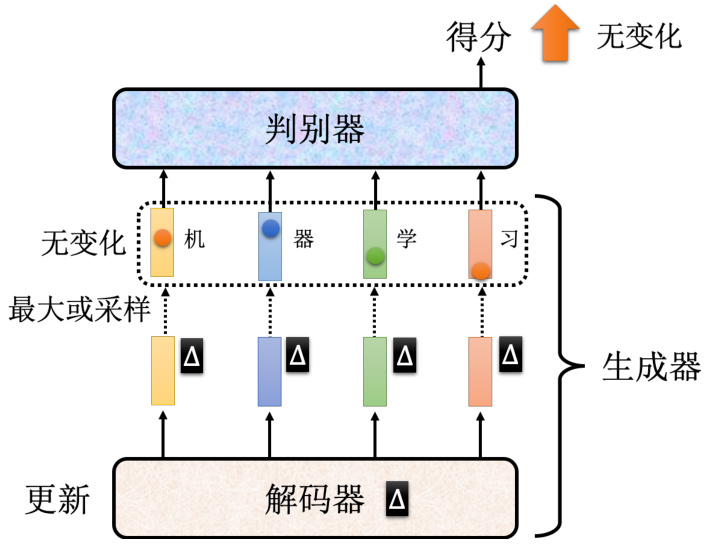 得分 无变化
判别器
无变化 机 器 学 习
最大或采样
Δ Δ Δ Δ
生成器
更新 解码器 Δ